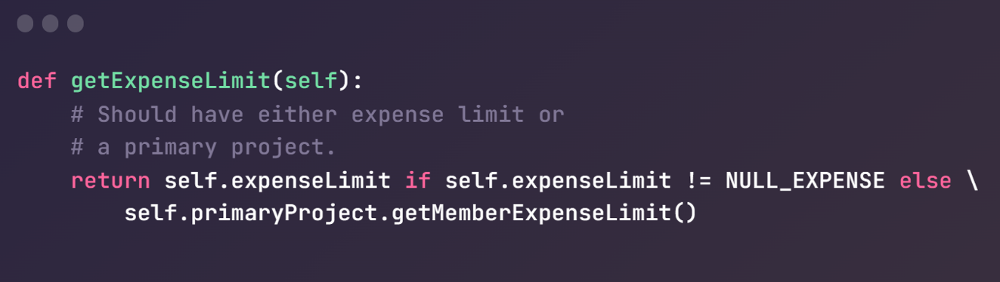 def getExpenseLimit(self):
    # Should have either expense limit or
    # a primary project.
    return self.expenseLimit if self.expenseLimit != NULL_EXPENSE else \
        self.primaryProject.getMemberExpenseLimit()